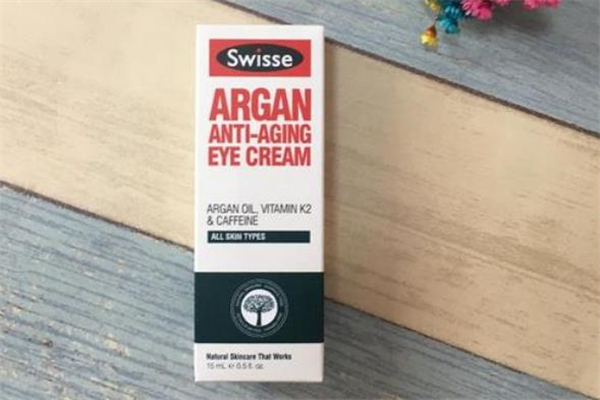 Swisse
ARGAN
ANTI-AGING
EYE CREAM
ARGAN OIL, VITAMIN K2
& CAFFEINE
ALL SKIN TYPES
Natural Skincare That Works
15 mL ℮ 0.5 fl. oz.